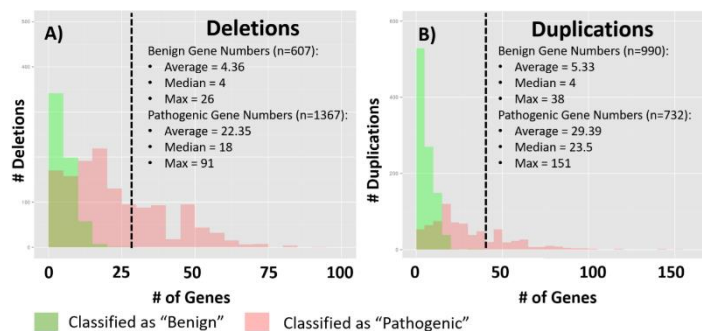 A)
Deletions
Benign Gene Numbers (n=607):
• Average = 4.36
• Median = 4
• Max = 26
Pathogenic Gene Numbers (n=1367):
• Average = 22.35
• Median = 18
• Max = 91
# Deletions
0 25 50 75 100
# of Genes
B)
Duplications
Benign Gene Numbers (n=990):
• Average = 5.33
• Median = 4
• Max = 38
Pathogenic Gene Numbers (n=732):
• Average = 29.39
• Median = 23.5
• Max = 151
# Duplications
0 50 100 150
# of Genes
Classified as “Benign”
Classified as “Pathogenic”